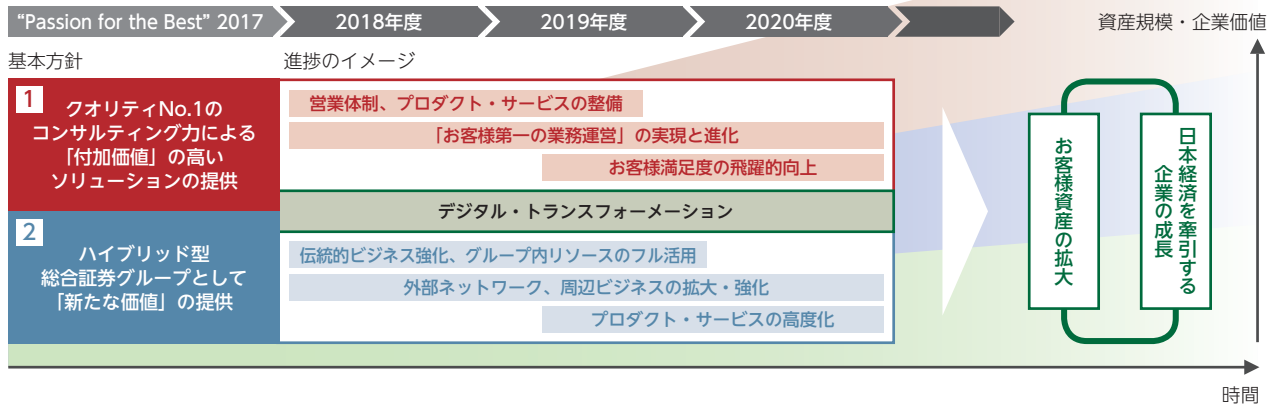 “Passion for the Best” 2017
2018年度
2019年度
2020年度
資産規模・企業価値
基本方針
進捗のイメージ
1
クオリティNo.1の
コンサルティング力による
「付加価値」の高い
ソリューションの提供
営業体制、プロダクト・サービスの整備
「お客様第一の業務運営」の実現と進化
お客様満足度の飛躍的向上
デジタル・トランスフォーメーション
2
ハイブリッド型
総合証券グループとして
「新たな価値」の提供
伝統的ビジネス強化、グループ内リソースのフル活用
外部ネットワーク、周辺ビジネスの拡大・強化
プロダクト・サービスの高度化
お客様資産の拡大
日本経済を牽引する
企業の成長
時間